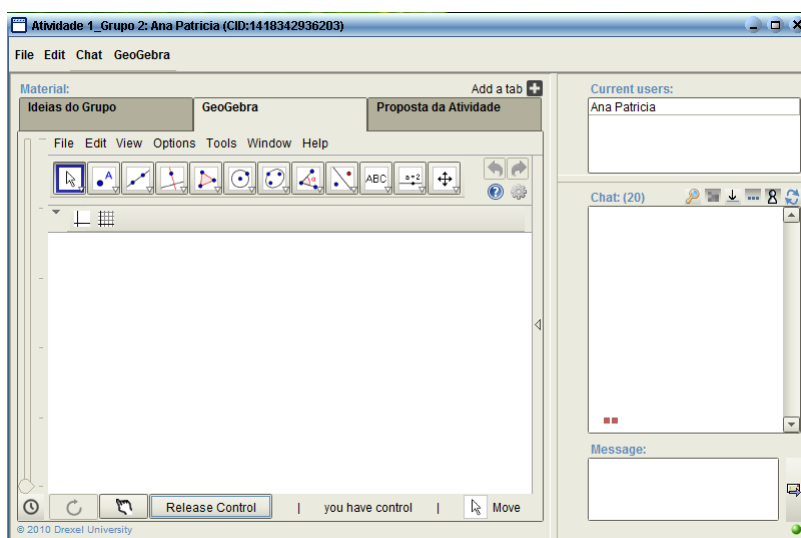 Atividade 1_Grupo 2: Ana Patricia (CID:1418342936203)
File Edit Chat GeoGebra
Material:
Add a tab
Ideias do Grupo
GeoGebra
Proposta da Atividade
File Edit View Options Tools Window Help
A
α
ABC
a=2
Release Control | you have control | Move
© 2010 Drexel University
Current users:
Ana Patricia
Chat: (20)
Message: